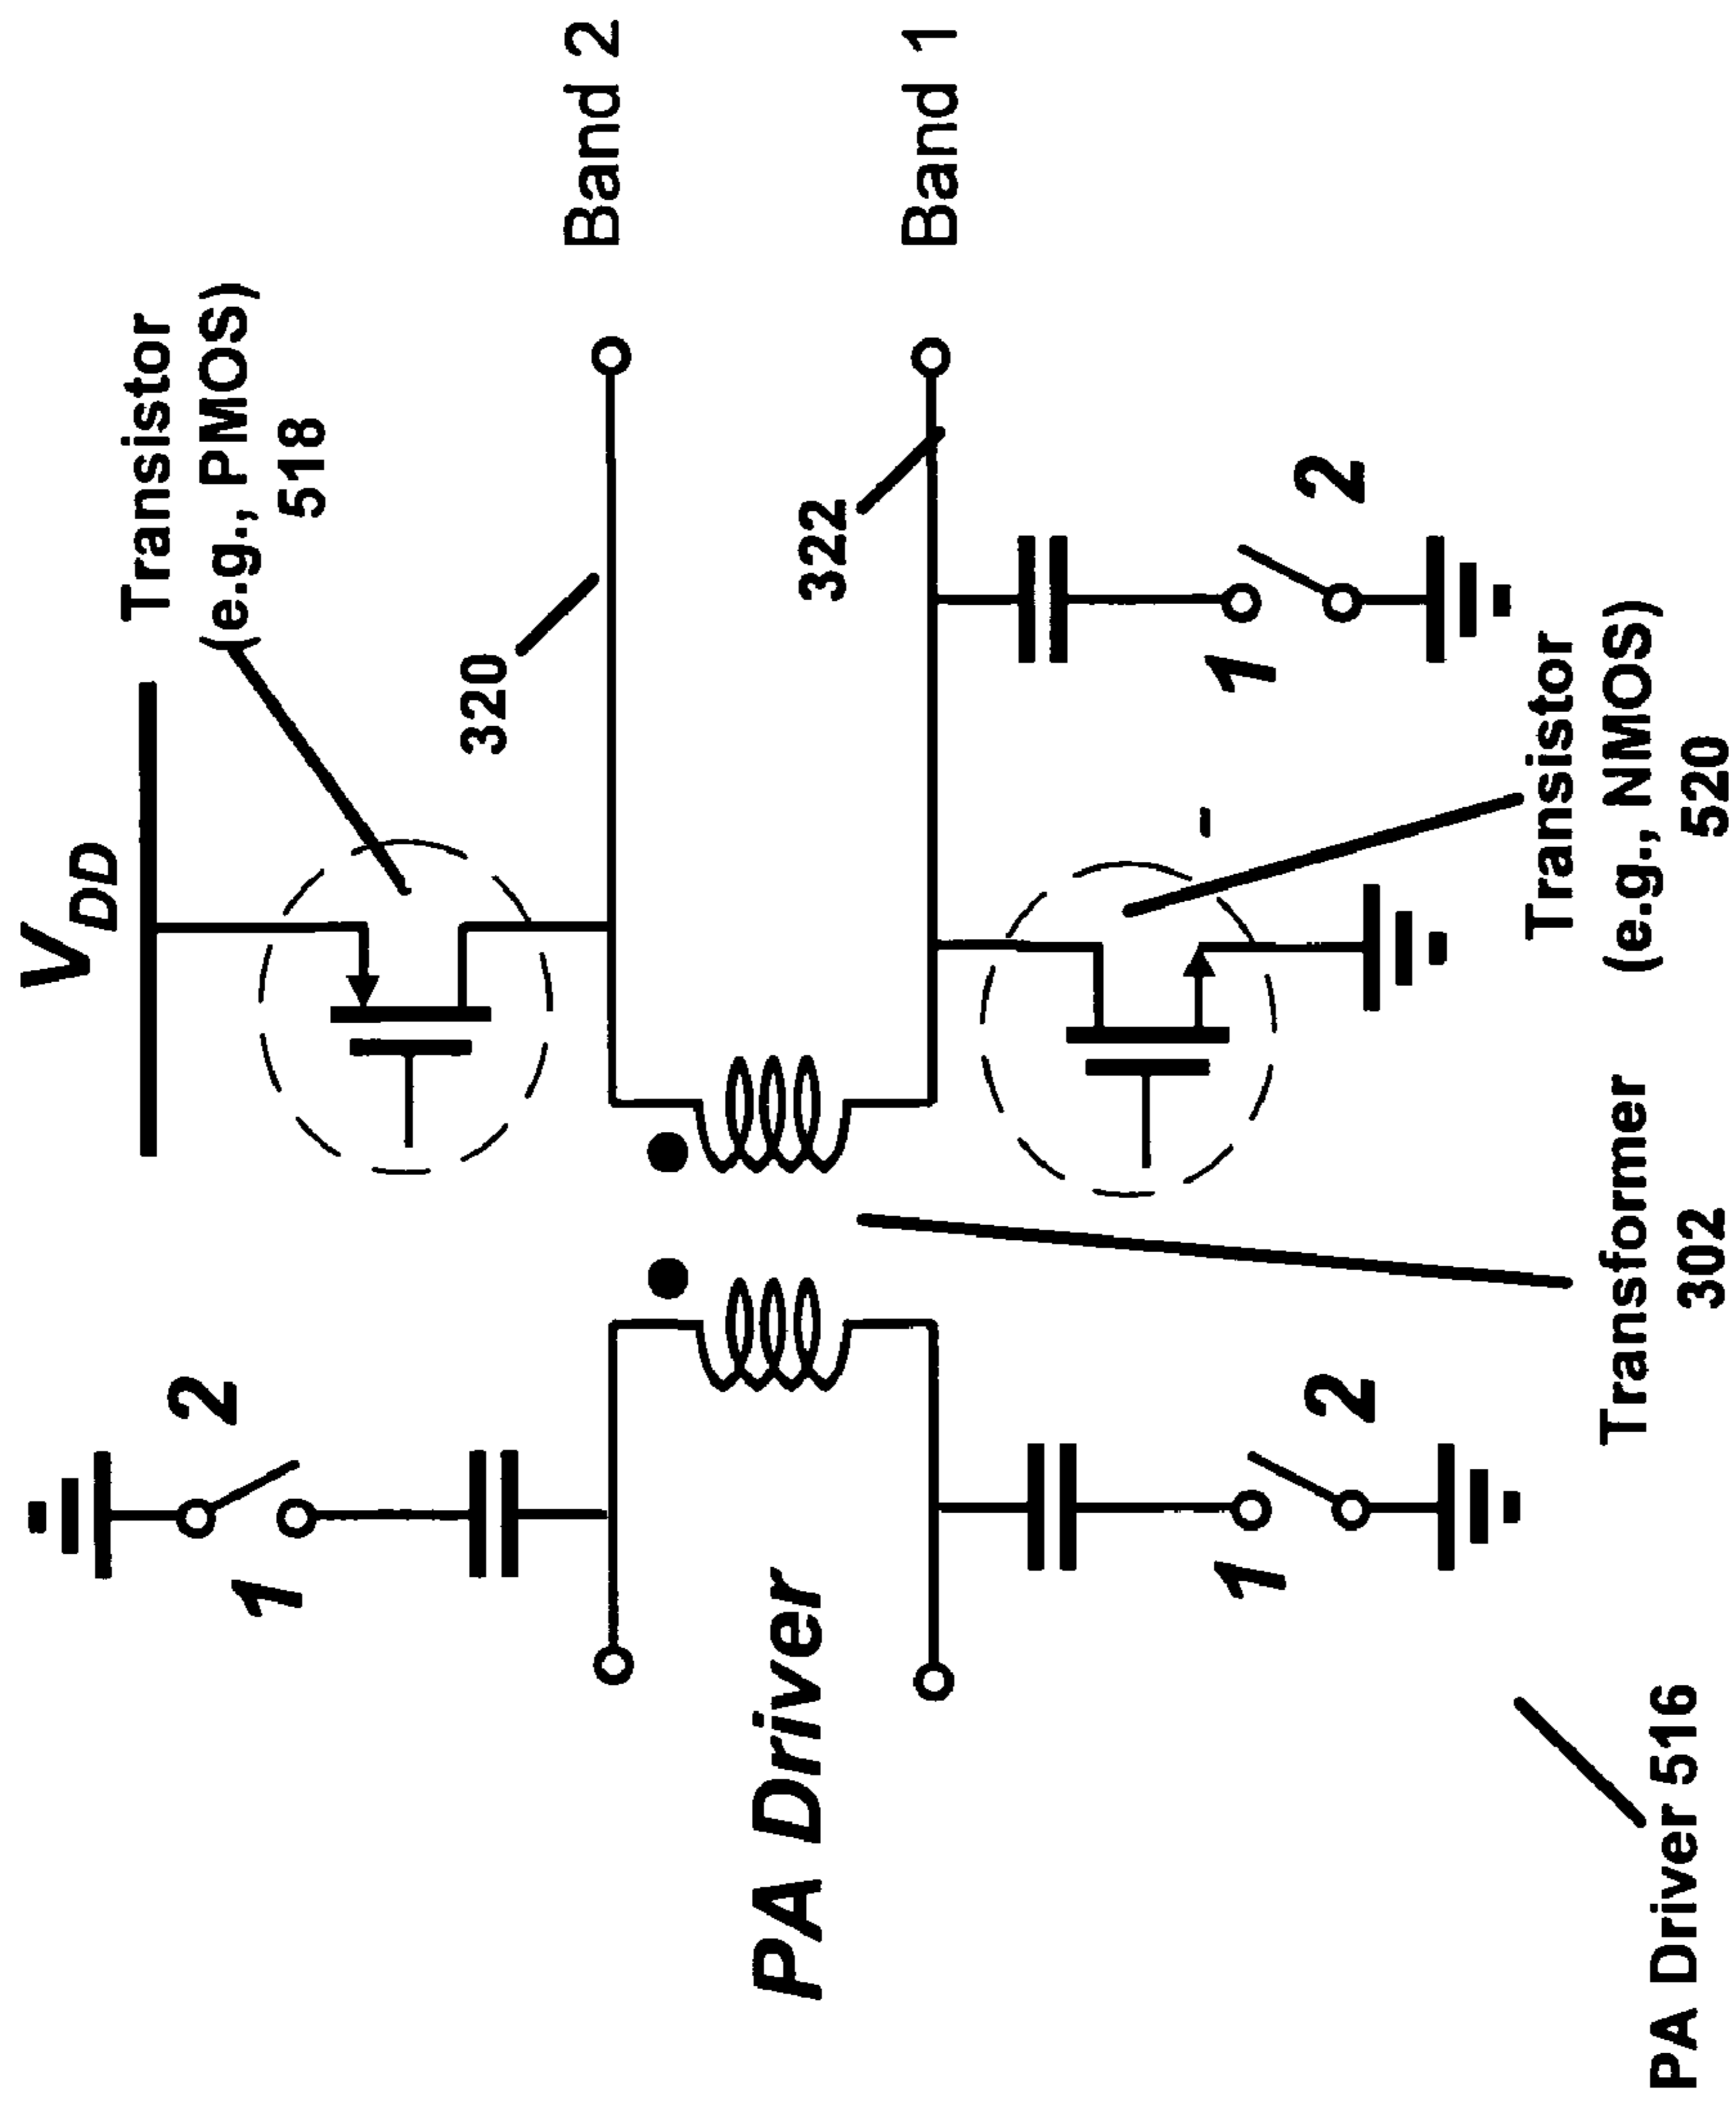 V DD
Transistor
(e.g., PMOS)
518
2
1
320
Band 2
322
Band 1
PA Driver
1
2
1
2
-
Transistor
(e.g., NMOS)
520
Transformer
302
PA Driver 516